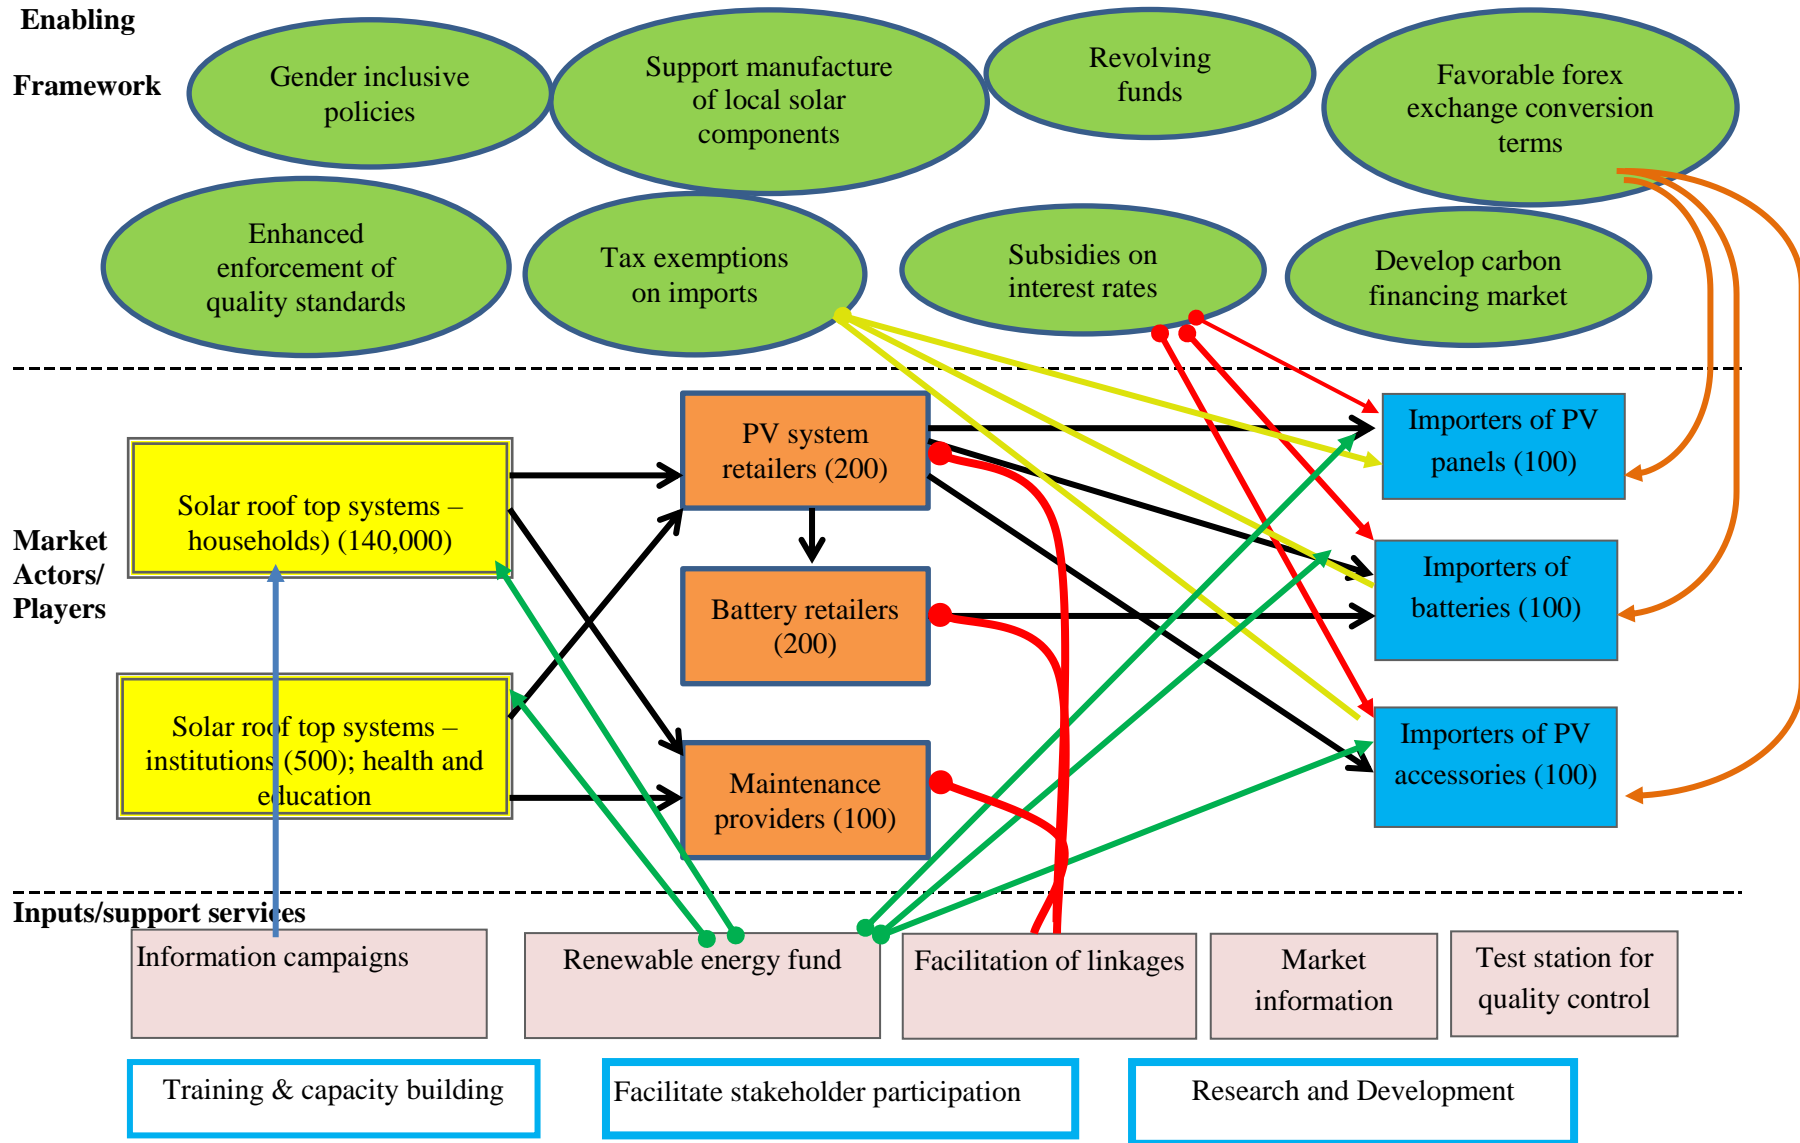 Enabling
Framework
Gender inclusive
policies
Support manufacture
of local solar
components
Revolving
funds
Favorable forex
exchange conversion
terms
Enhanced
enforcement of
quality standards
Tax exemptions
on imports
Subsidies on
interest rates
Develop carbon
financing market
Market
Actors/
Players
Solar roof top systems –
households) (140,000)
Solar roof top systems –
institutions (500); health and
education
PV system
retailers (200)
Battery retailers
(200)
Maintenance
providers (100)
Importers of PV
panels (100)
Importers of
batteries (100)
Importers of PV
accessories (100)
Inputs/support services
Information campaigns
Renewable energy fund
Facilitation of linkages
Market
information
Test station for
quality control
Training & capacity building
Facilitate stakeholder participation
Research and Development